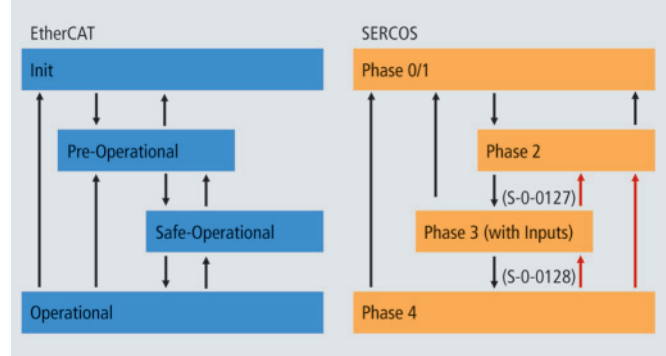 EtherCAT
Init
Pre-Operational
Safe-Operational
Operational
SERCOS
Phase 0/1
Phase 2
(S-0-0127)
Phase 3 (with Inputs)
(S-0-0128)
Phase 4